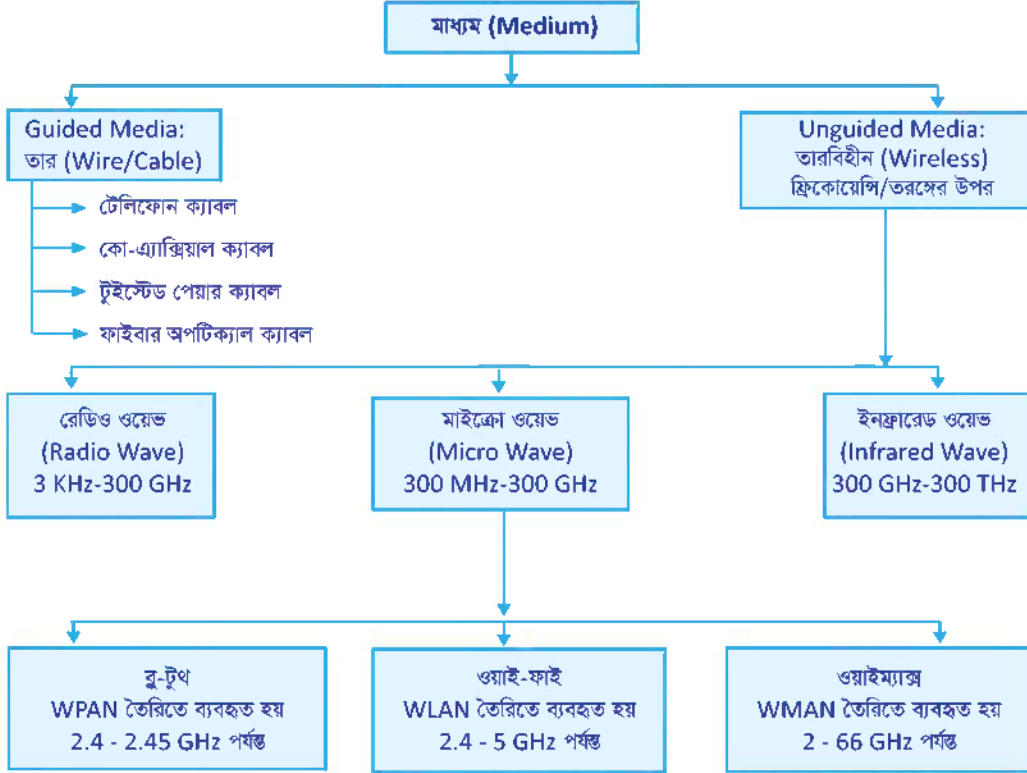 মাধ্যম (Medium)
Guided Media:
তার (Wire/Cable)
Unguided Media:
তারবিহীন (Wireless)
ফ্রিকোয়েন্সি/তরঙ্গের উপর
টেলিফোন ক্যাবল
কো-এ্যাক্সিয়াল ক্যাবল
টুইস্টেড পেয়ার ক্যাবল
ফাইবার অপটিক্যাল ক্যাবল
রেডিও ওয়েভ
(Radio Wave)
3 KHz-300 GHz
মাইক্রো ওয়েভ
(Micro Wave)
300 MHz-300 GHz
ইনফ্রারেড ওয়েভ
(Infrared Wave)
300 GHz-300 THz
ব্লু-টুথ
WPAN তৈরিতে ব্যবহৃত হয়
2.4 - 2.45 GHz পর্যন্ত
ওয়াই-ফাই
WLAN তৈরিতে ব্যবহৃত হয়
2.4 - 5 GHz পর্যন্ত
ওয়াইম্যাক্স
WMAN তৈরিতে ব্যবহৃত হয়
2 - 66 GHz পর্যন্ত